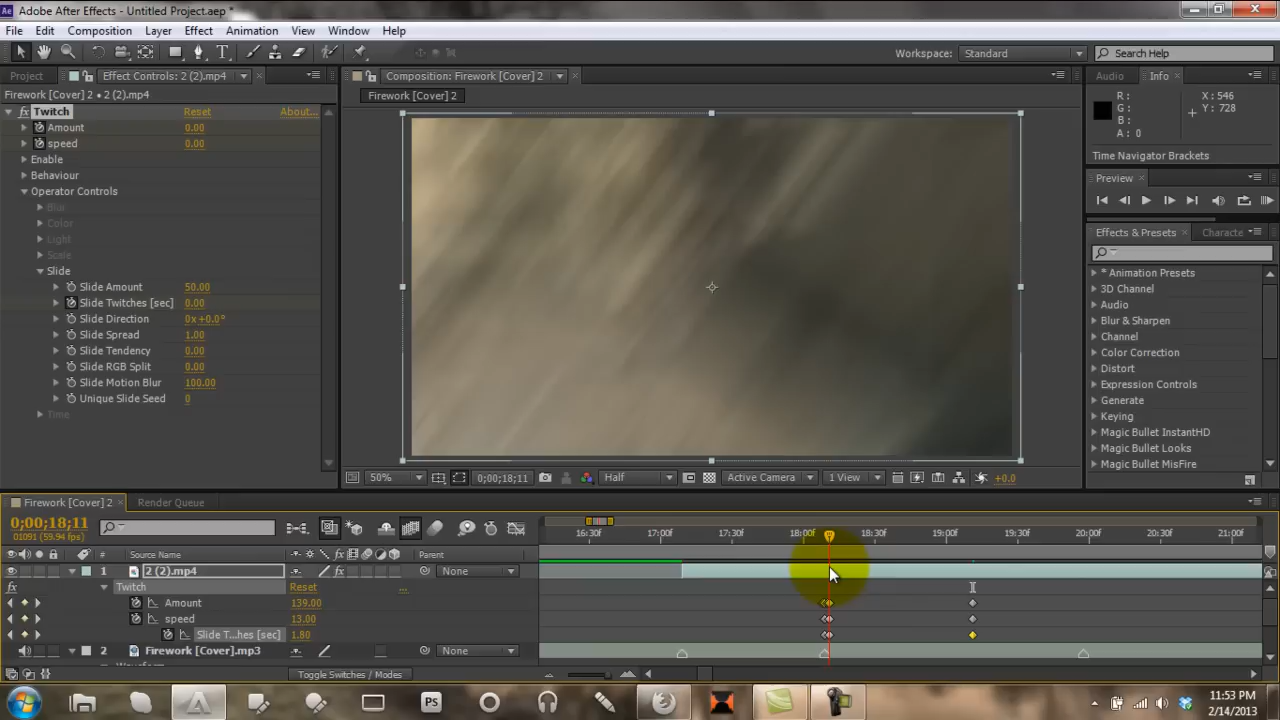 Adobe After Effects - Untitled Project.aep *
File Edit Composition Layer Effect Animation View Window Help
Workspace: Standard Search Help
Project Effect Controls: 2 (2).mp4 Composition: Firework [Cover] 2 Audio Info
Firework [Cover] 2 • 2 (2).mp4
Firework [Cover] 2
fx Twitch Reset About...
Amount 0.00
speed 0.00
Enable
Behaviour
Operator Controls
Blur
Color
Light
Scale
Slide
Slide Amount 50.00
Slide Twitches [sec] 0.00
Slide Direction 0x +0.0°
Slide Spread 1.00
Slide Tendency 0.00
Slide RGB Split 0.00
Slide Motion Blur 100.00
Unique Slide Seed 0
Time
R :
G :
B :
A : 0
X : 546
Y : 728
Time Navigator Brackets
Preview
Effects & Presets Characte
* Animation Presets
3D Channel
Audio
Blur & Sharpen
Channel
Color Correction
Distort
Expression Controls
Generate
Keying
Magic Bullet InstantHD
Magic Bullet Looks
Magic Bullet MisFire
50% 0;00;18;11 Half Active Camera 1 View +0.0
Firework [Cover] 2 Render Queue
0;00;18;11
01091 (59.94 fps)
16:30f 17:00f 17:30f 18:00f 18:30f 19:00f 19:30f 20:00f 20:30f 21:00f
# Source Name fx Parent
1 2 (2).mp4 fx None
fx Twitch Reset ...
Amount 139.00
speed 13.00
Slide T...hes [sec] 1.80
2 Firework [Cover].mp3 None
Waveform
Toggle Switches / Modes
Ps
11:53 PM
2/14/2013